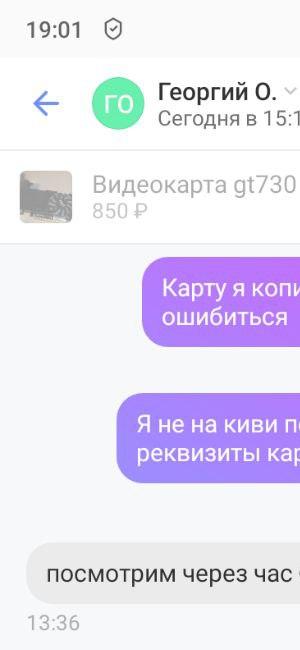 19:01
ГО
Георгий О.
Сегодня в 15:1
Видеокарта gt730
850 ₽
Карту я копи
ошибиться
Я не на киви п
реквизиты кар
посмотрим через час
13:36